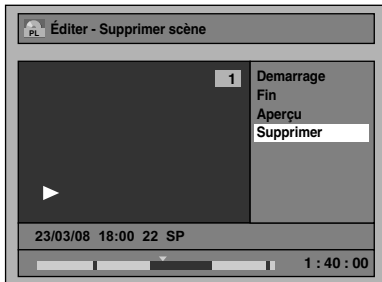 PL Éditer - Supprimer scène
1
Demarrage
Fin
Aperçu
Supprimer
23/03/08 18:00 22 SP
1 : 40 : 00